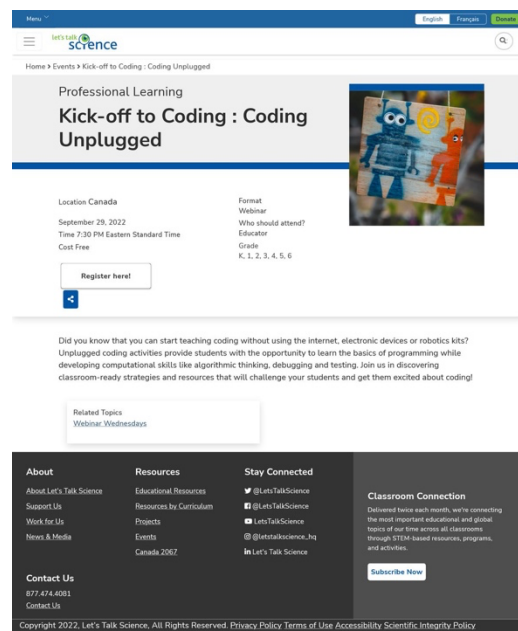 Menu
English Français Donate
let's talk
science
Home > Events > Kick-off to Coding : Coding Unplugged
Professional Learning
Kick-off to Coding : Coding
Unplugged
Location Canada
September 29, 2022
Time 7:30 PM Eastern Standard Time
Cost Free
Format
Webinar
Who should attend?
Educator
Grade
K, 1, 2, 3, 4, 5, 6
Register here!
Did you know that you can start teaching coding without using the internet, electronic devices or robotics kits?
Unplugged coding activities provide students with the opportunity to learn the basics of programming while
developing computational skills like algorithmic thinking, debugging and testing. Join us in discovering
classroom-ready strategies and resources that will challenge your students and get them excited about coding!
Related Topics
Webinar Wednesdays
About
About Let's Talk Science
Support Us
Work for Us
News & Media
Contact Us
877.474.4081
Contact Us
Resources
Educational Resources
Resources by Curriculum
Projects
Events
Canada 2067
Stay Connected
@LetsTalkScience
@LetsTalkScience
LetsTalkScience
@letstalkscience_hq
Let's Talk Science
Classroom Connection
Delivered twice each month, we're connecting
the most important educational and global
topics of our time across all classrooms
through STEM-based resources, programs,
and activities.
Subscribe Now
Copyright 2022, Let's Talk Science, All Rights Reserved. Privacy Policy Terms of Use Accessibility Scientific Integrity Policy